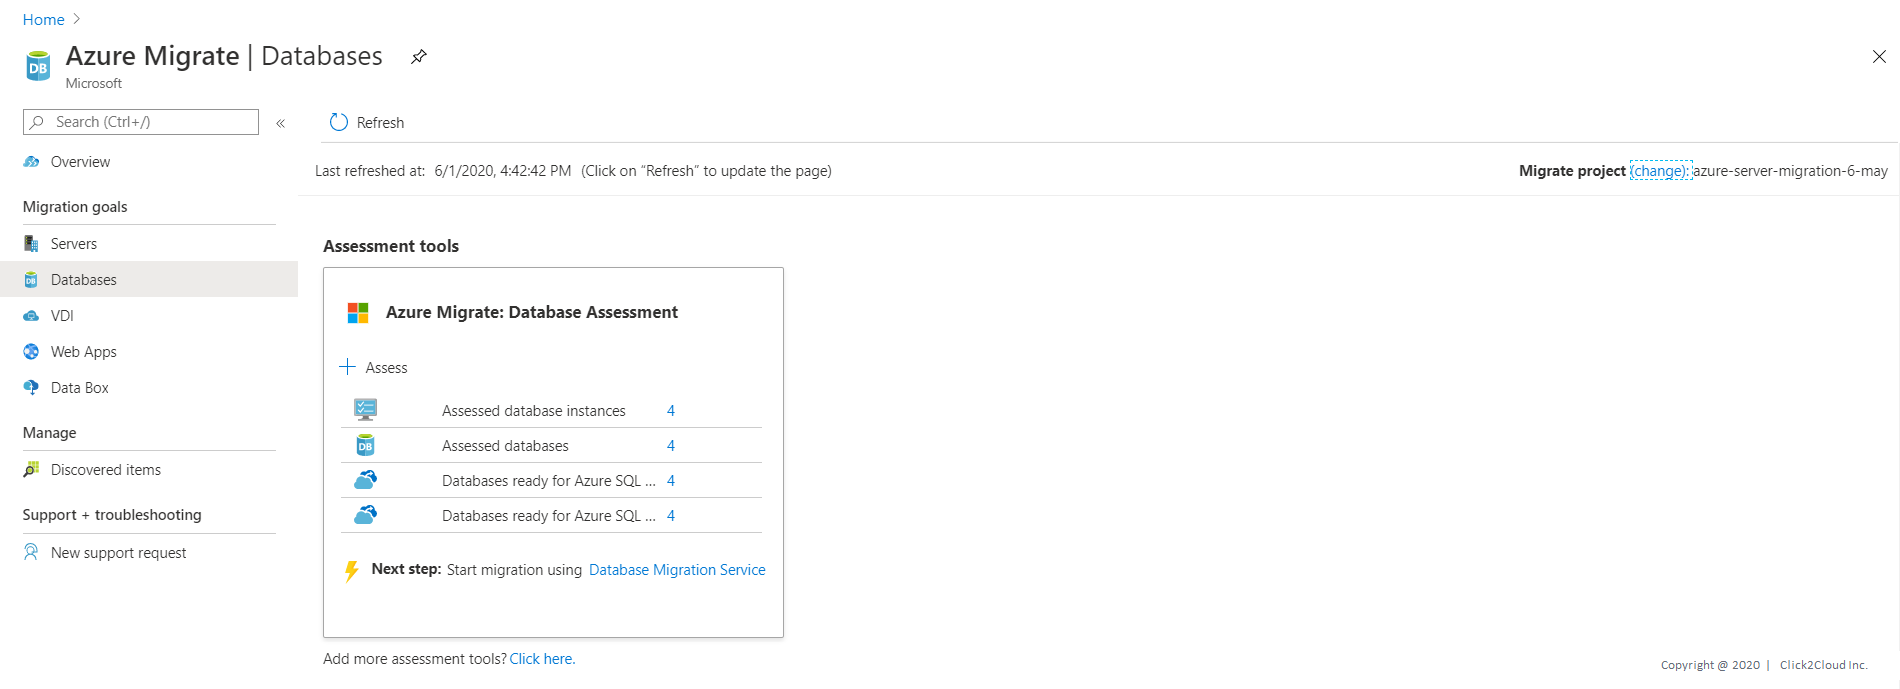 Home
Azure Migrate | Databases
Microsoft
Search (Ctrl+/)
«
Refresh
Overview
Last refreshed at: 6/1/2020, 4:42:42 PM (Click on “Refresh” to update the page)
Migrate project (change): azure-server-migration-6-may
Migration goals
Servers
Databases
VDI
Web Apps
Data Box
Manage
Discovered items
Support + troubleshooting
New support request
Assessment tools
Azure Migrate: Database Assessment
Assess
Assessed database instances 4
DB Assessed databases 4
Databases ready for Azure SQL ... 4
Databases ready for Azure SQL ... 4
Next step: Start migration using Database Migration Service
Add more assessment tools? Click here.
Copyright @ 2020 | Click2Cloud Inc.